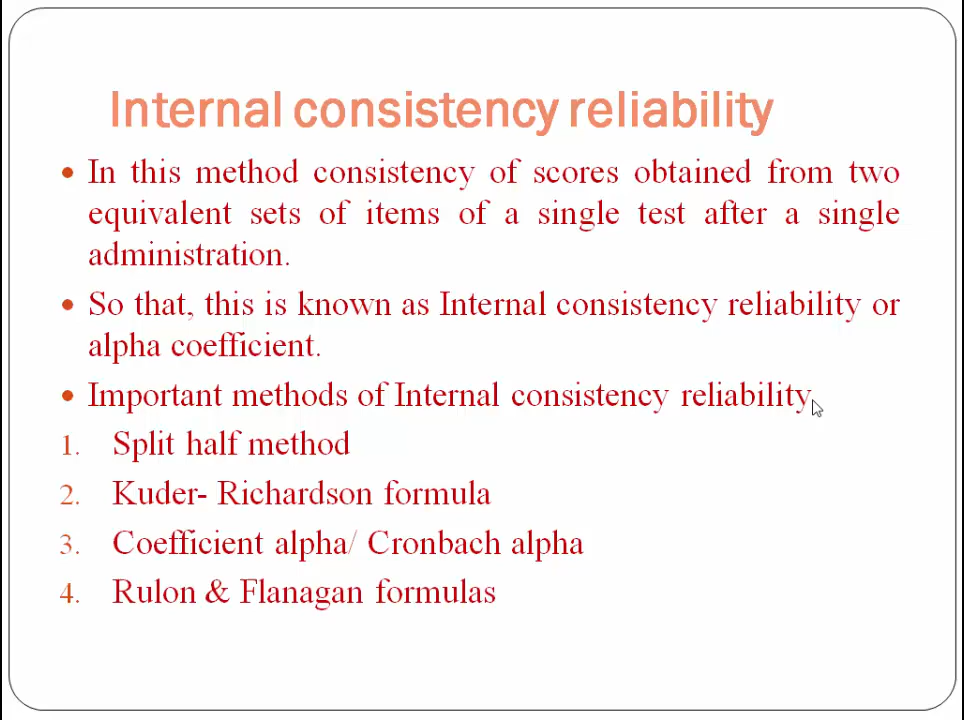 Internal consistency reliability
• In this method consistency of scores obtained from two
equivalent sets of items of a single test after a single
administration.
• So that, this is known as Internal consistency reliability or
alpha coefficient.
• Important methods of Internal consistency reliability
1. Split half method
2. Kuder- Richardson formula
3. Coefficient alpha/ Cronbach alpha
4. Rulon & Flanagan formulas